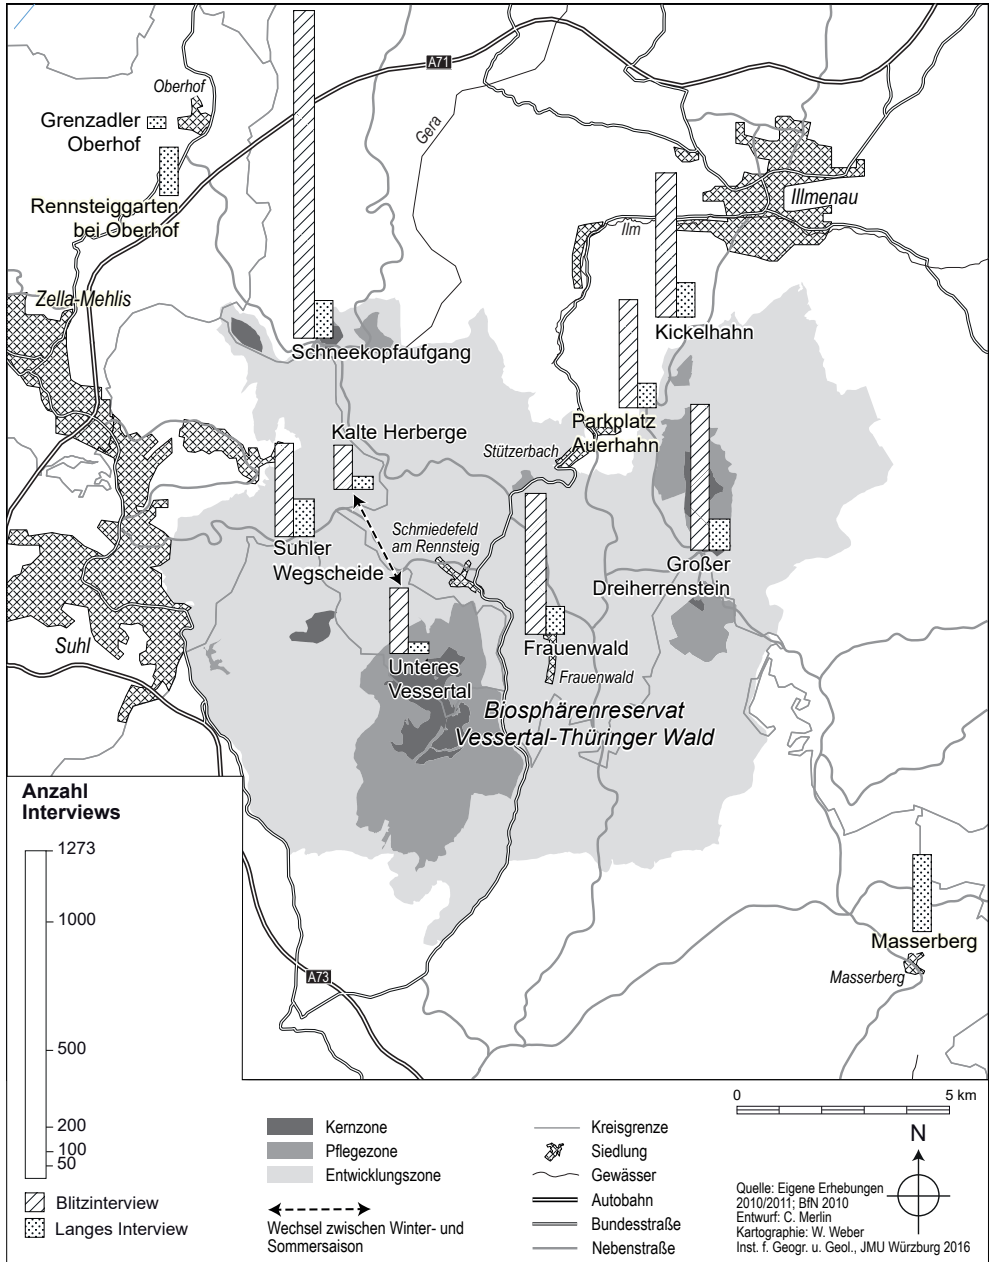 A71
Oberhof
Grenzadler
Oberhof
Gera
Rennsteiggarten
bei Oberhof
Illmenau
Ilm
Zella-Mehlis
Kickelhahn
Schneekopfaufgang
Parkplatz
Auerhahn
Kalte Herberge
Stützerbach
Schmiedefeld
am Rennsteig
Suhler
Wegscheide
Großer
Dreiherrenstein
Suhl
Frauenwald
Unteres
Vessertal
Frauenwald
Biosphärenreservat
Vessertal-Thüringer Wald
Masserberg
Masserberg
A73
Anzahl
Interviews
1273
1000
500
200
100
50
Blitzinterview
Langes Interview
Kernzone
Pflegezone
Entwicklungszone
Wechsel zwischen Winter- und
Sommersaison
Kreisgrenze
Siedlung
Gewässer
Autobahn
Bundesstraße
Nebenstraße
0 5 km
N
Quelle: Eigene Erhebungen
2010/2011; BfN 2010
Entwurf: C. Merlin
Kartographie: W. Weber
Inst. f. Geogr. u. Geol., JMU Würzburg 2016